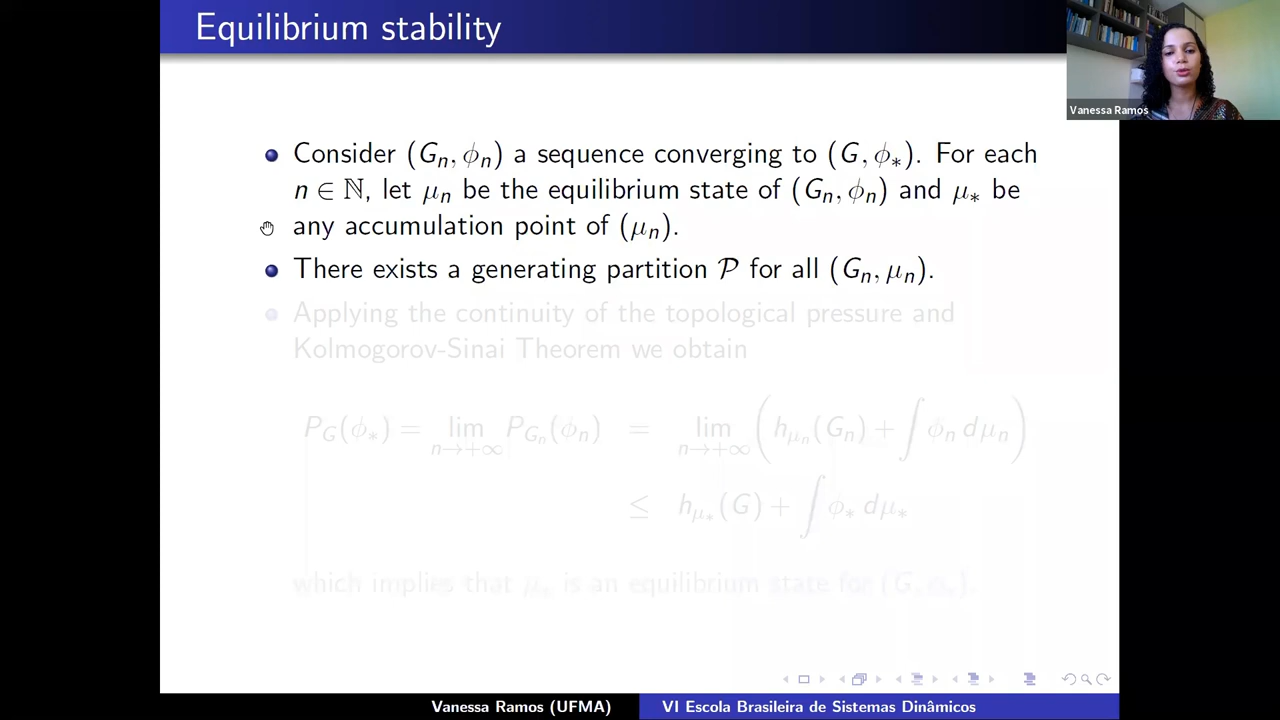 Equilibrium stability
Vanessa Ramos
Consider (Gₙ, ϕₙ) a sequence converging to (G, ϕ∗). For each
n ∈ ℕ, let μₙ be the equilibrium state of (Gₙ, ϕₙ) and μ∗ be
any accumulation point of (μₙ).
There exists a generating partition 𝒫 for all (Gₙ, μₙ).
Applying the continuity of the topological pressure and
Kolmogorov-Sinai Theorem we obtain
P_G(ϕ∗) = lim_{n→+∞} P_{Gₙ}(ϕₙ) = lim_{n→+∞} (h_{μₙ}(Gₙ) + ∫ ϕₙ dμₙ)
≤ h_{μ∗}(G) + ∫ ϕ∗ dμ∗
which implies that μ∗ is an equilibrium state for (G, ϕ∗).
Vanessa Ramos (UFMA) VI Escola Brasileira de Sistemas Dinâmicos